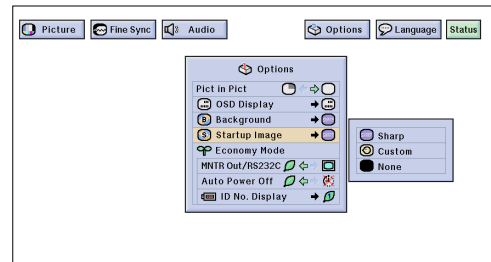 Picture Fine Sync Audio Options Language Status
Options
Pict in Pict
OSD Display
B Background
S Startup Image
Economy Mode
MNTR Out/RS232C
Auto Power Off
ID No. Display 1
Sharp
Custom
None